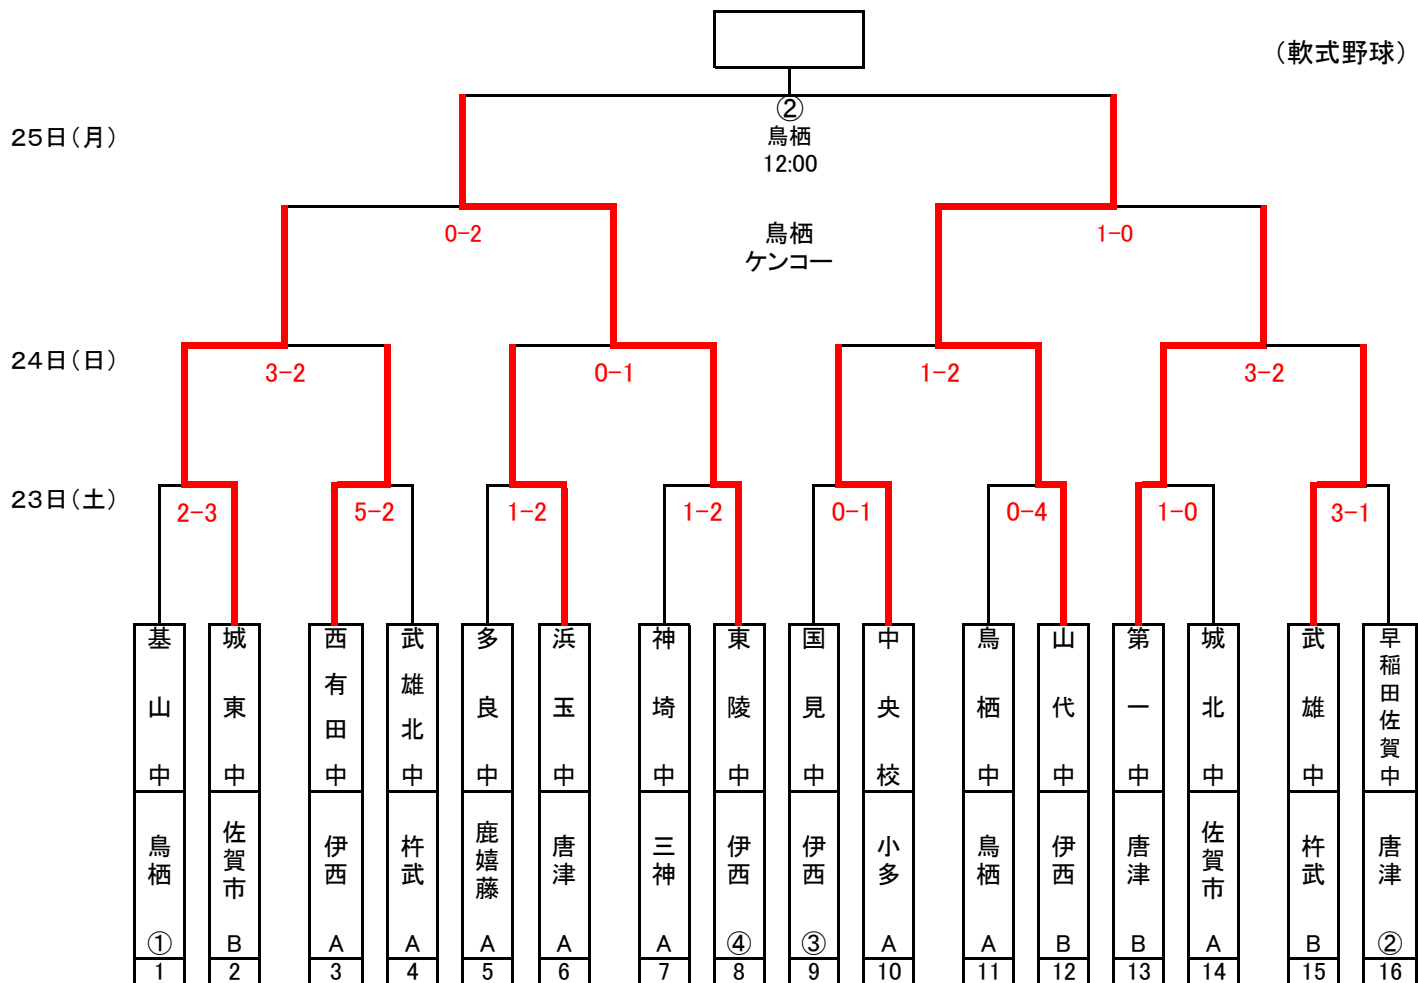 (軟式野球)
②
25日(月)
鳥栖
12:00
0-2
鳥栖
1-0
ケンコー
24日(日)
3-2
0-1
1-2
3-2
23日(土)
2-3
5-2
1-2
1-2
0-1
0-4
1-0
3-1
基山中
城東中
西有田中
武雄北中
多良中
浜玉中
神埼中
東陵中
国見中
中央校
鳥栖中
山代中
第一中
城北中
武雄中
早稲田佐賀中
鳥栖
佐賀市
伊西
杵武
鹿嬉藤
唐津
三神
伊西
伊西
小多
鳥栖
伊西
唐津
佐賀市
杵武
唐津
① B A A A A A ④ ③ A A B B A B ②
1 2 3 4 5 6 7 8 9 10 11 12 13 14 15 16